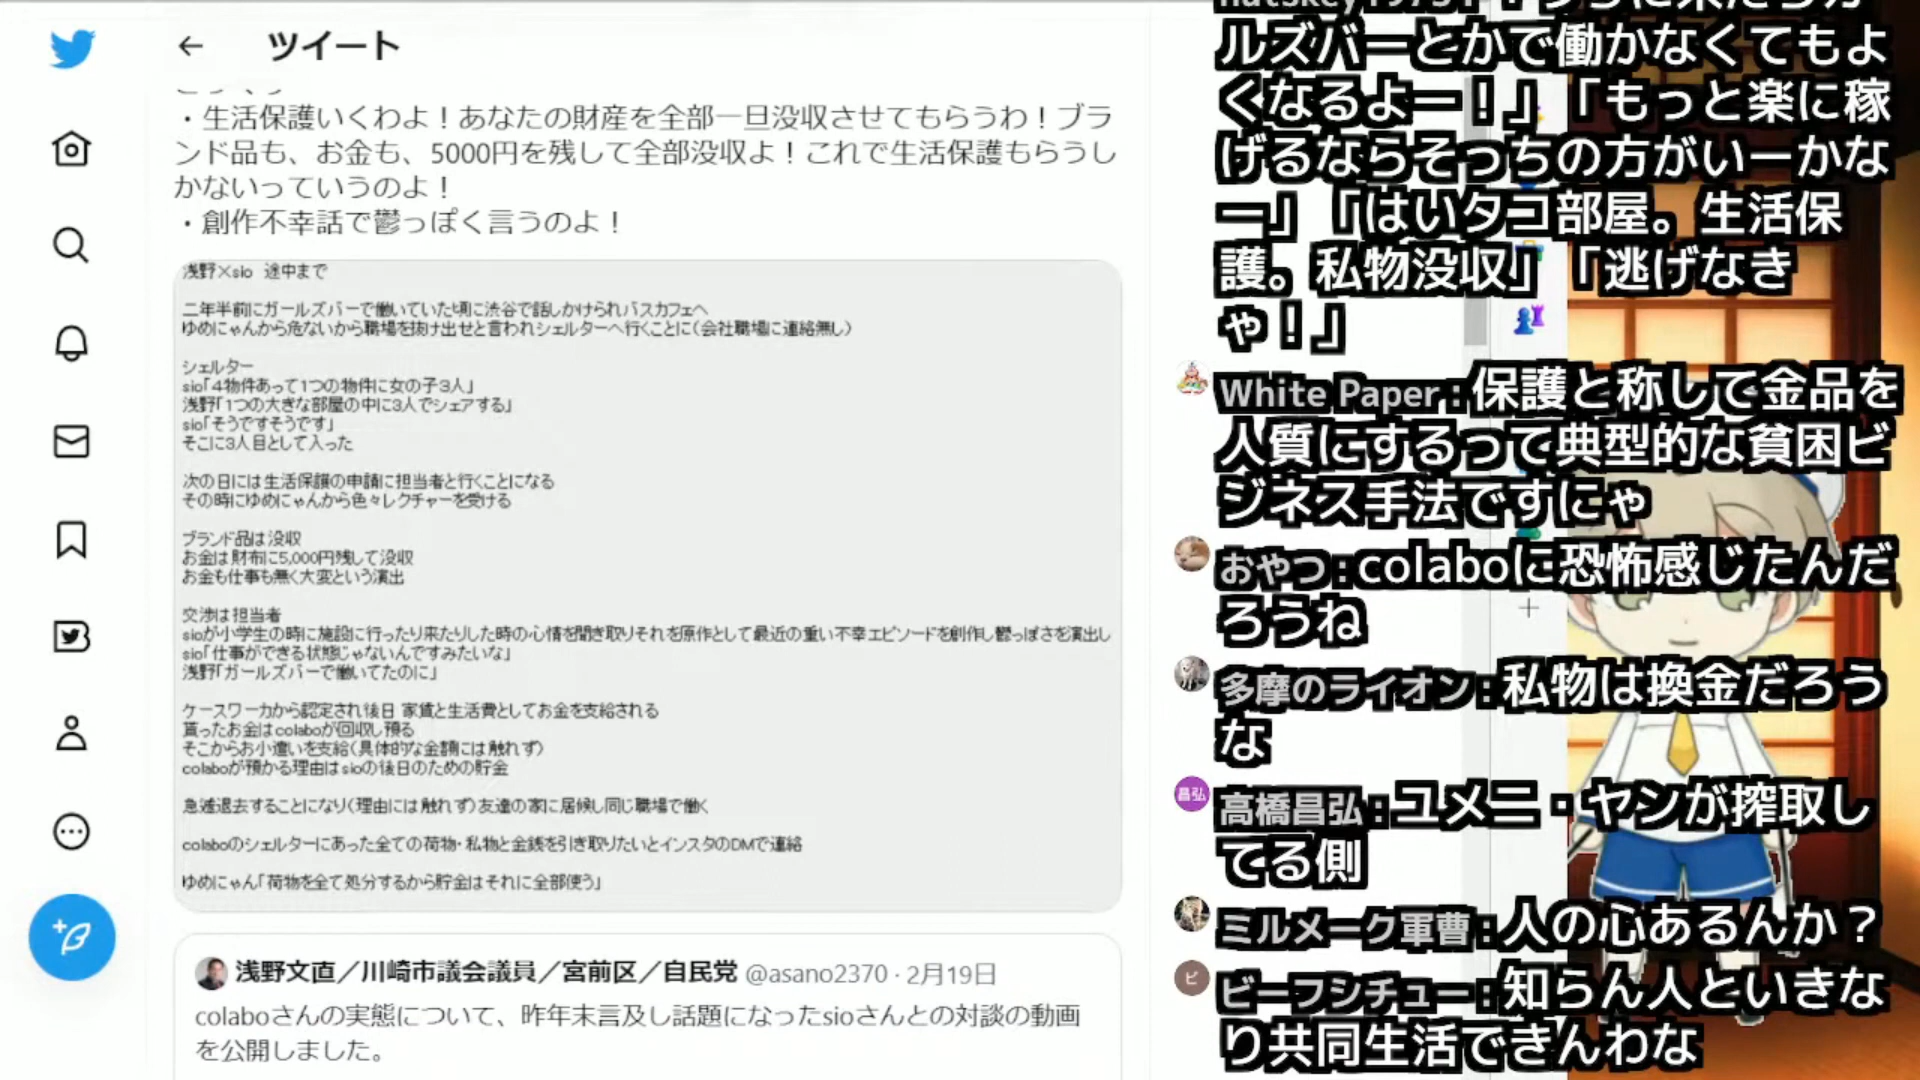 ツイート
・生活保護いくわよ！あなたの財産を全部一旦没収させてもらうわ！ブラ
ンド品も、お金も、5000円を残して全部没収よ！これで生活保護もらうし
かないっていうのよ！
・創作不幸話で鬱っぽく言うのよ！
浅野×sio　途中まで
二年半前にガールズバーで働いていた頃に渋谷で話しかけられバスカフェへ
ゆめにゃんから危ないから職場を抜け出せと言われシェルターへ行くことに（会社職場に連絡無し）
シェルター
sio「４物件あって１つの物件に女の子３人」
浅野「１つの大きな部屋の中に3人でシェアする」
sio「そうですそうです」
そこに3人目として入った
次の日には生活保護の申請に担当者と行くことになる
その時にゆめにゃんから色々レクチャーを受ける
ブランド品は没収
お金は財布に5,000円残して没収
お金も仕事も無く大変という演出
交渉は担当者
sioが小学生の時に施設に行ったり来たりした時の心情を聞き取りそれを原作として最近の重い不幸エピソードを創作し鬱っぽさを演出し
sio「仕事ができる状態じゃないんですみたいな」
浅野「ガールズバーで働いてたのに」
ケースワーカから認定され後日 家賃と生活費としてお金を支給される
貰ったお金はcolaboが回収し預る
そこからお小遣いを支給（具体的な金額には触れず）
colaboが預かる理由はsioの後日のための貯金
急遽退去することになり（理由には触れず）友達の家に居候し同じ職場で働く
colaboのシェルターにあった全ての荷物・私物と金銭を引き取りたいとインスタのDMで連絡
ゆめにゃん「荷物を全て処分するから貯金はそれに全部使う」
浅野文直／川崎市議会議員／宮前区／自民党 @asano2370 · 2月19日
colaboさんの実態について、昨年末言及し話題になったsioさんとの対談の動画
を公開しました。
ルズバーとかで働かなくてもよ
くなるよー！」「もっと楽に稼
げるならそっちの方がいーかな
ー」「はいタコ部屋。生活保
護。私物没収」「逃げなき
ゃ！」
White Paper : 保護と称して金品を
人質にするって典型的な貧困ビ
ジネス手法ですにゃ
おやつ : colaboに恐怖感じたんだ
ろうね
多摩のライオン : 私物は換金だろう
な
昌弘
高橋昌弘 : ユメニ・ヤンが搾取し
てる側
ミルメーク軍曹 : 人の心あるんか？
ビ
ビーフシチュー : 知らん人といきな
り共同生活できんわな